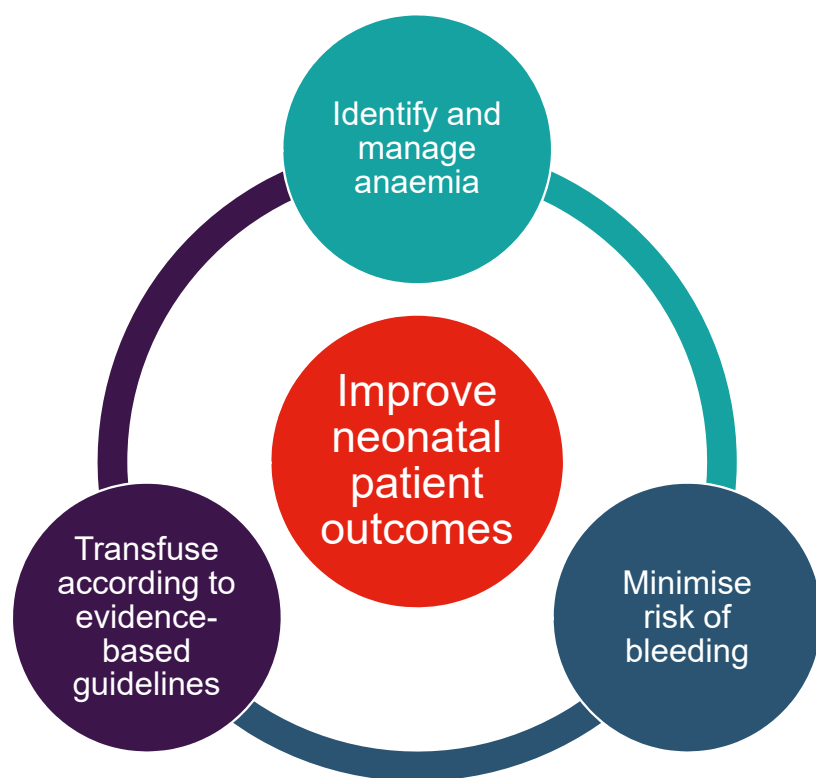 Identify and
manage
anaemia
Improve
neonatal
patient
outcomes
Transfuse
according to
evidence-
based
guidelines
Minimise
risk of
bleeding